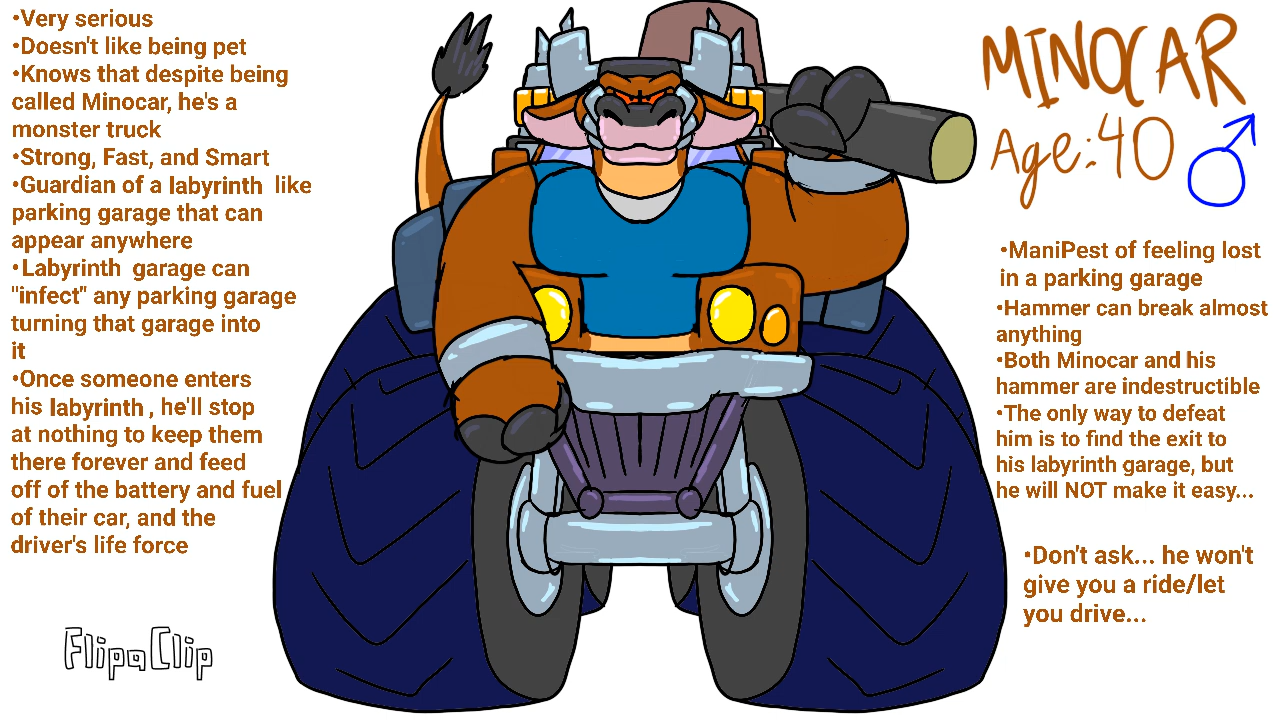 •Very serious
•Doesn't like being pet
•Knows that despite being
called Minocar, he's a
monster truck
•Strong, Fast, and Smart
•Guardian of a labyrinth like
parking garage that can
appear anywhere
•Labyrinth garage can
"infect" any parking garage
turning that garage into
it
•Once someone enters
his labyrinth, he'll stop
at nothing to keep them
there forever and feed
off of the battery and fuel
of their car, and the
driver's life force
FlipaClip
MINOCAR
Age:40 ♂
•ManiPest of feeling lost
in a parking garage
•Hammer can break almost
anything
•Both Minocar and his
hammer are indestructible
•The only way to defeat
him is to find the exit to
his labyrinth garage, but
he will NOT make it easy...
•Don't ask... he won't
give you a ride/let
you drive...